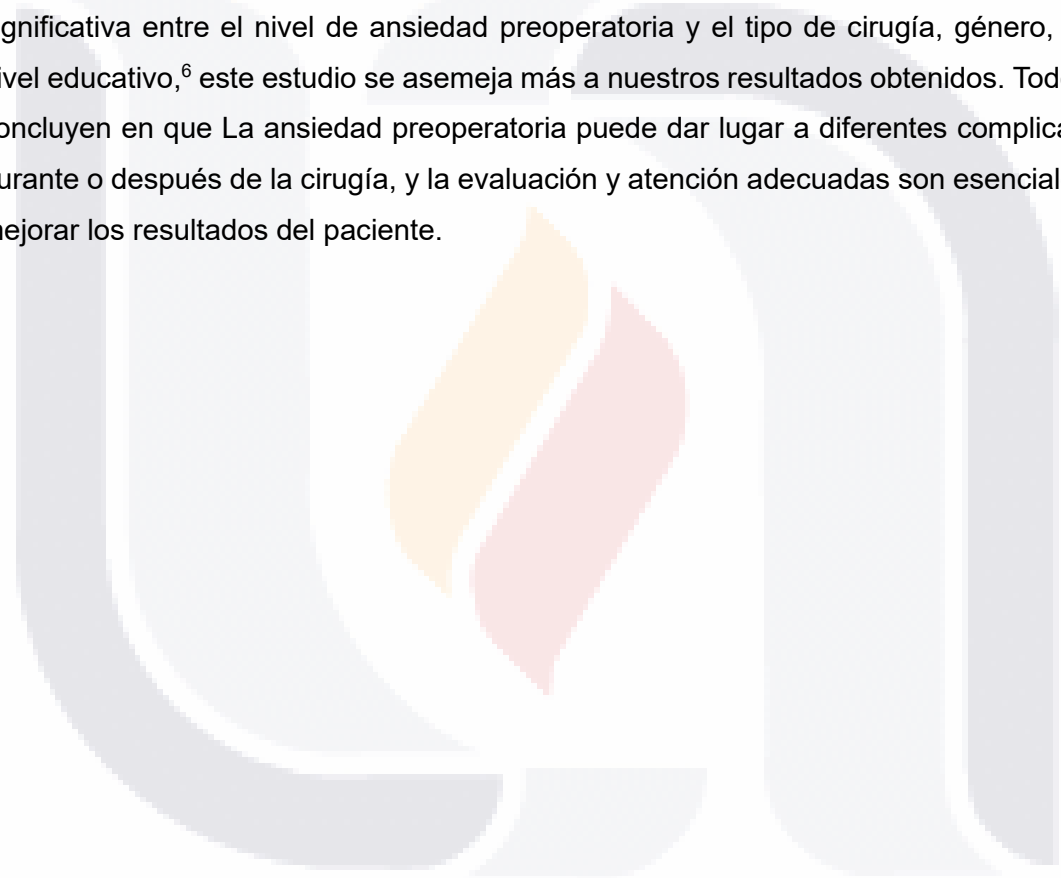 gnificativa entre el nivel de ansiedad preoperatoria y el tipo de cirugía, género,
ivel educativo,⁶ este estudio se asemeja más a nuestros resultados obtenidos. Tod
oncluyen en que La ansiedad preoperatoria puede dar lugar a diferentes complica
urante o después de la cirugía, y la evaluación y atención adecuadas son esencial
nejorar los resultados del paciente.